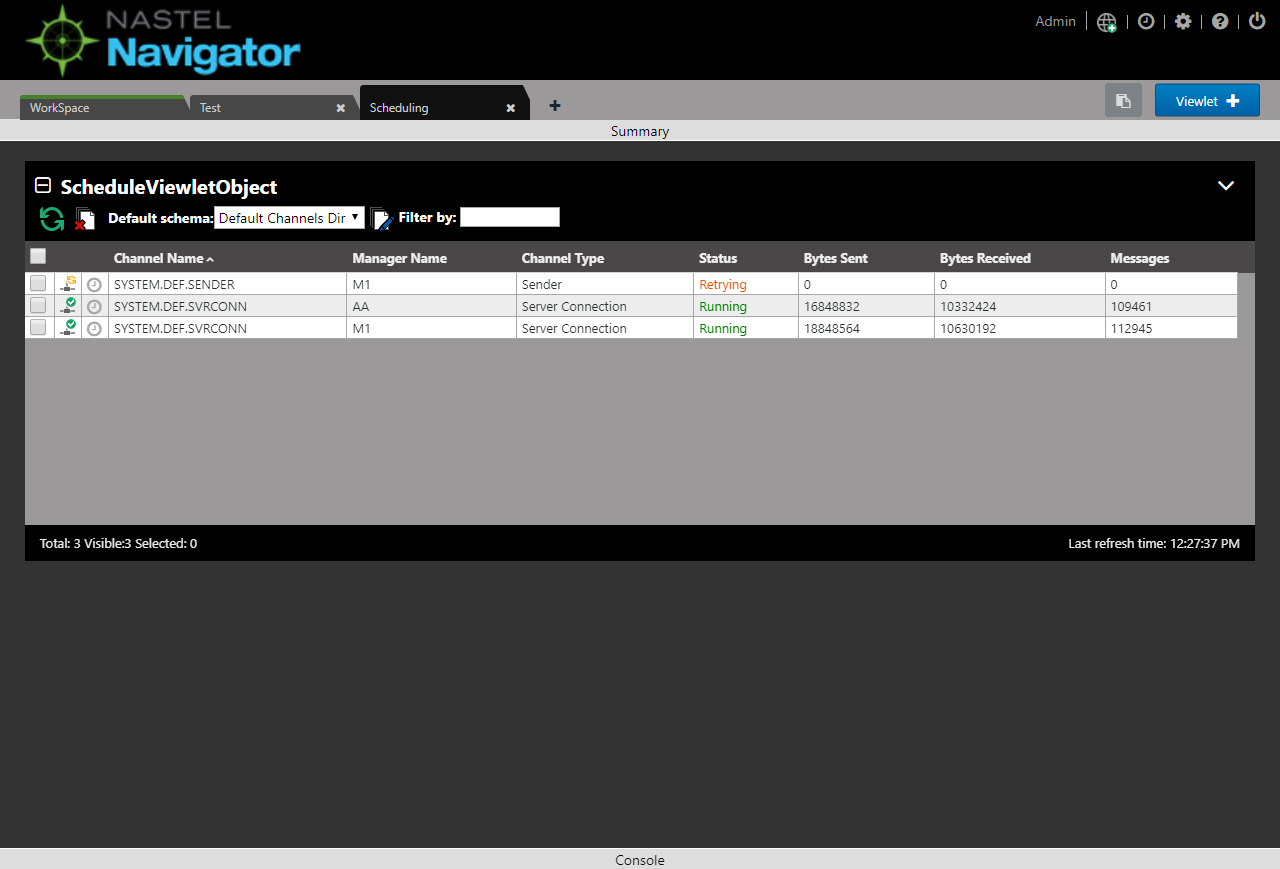 NASTEL
Navigator
Admin
WorkSpace
Test
Scheduling
Viewlet
Summary
ScheduleViewletObject
Default schema: Default Channels Dir Filter by:
Channel Name Manager Name Channel Type Status Bytes Sent Bytes Received Messages
SYSTEM.DEF.SENDER M1 Sender Retrying 0 0 0
SYSTEM.DEF.SVRCONN AA Server Connection Running 16848832 10332424 109461
SYSTEM.DEF.SVRCONN M1 Server Connection Running 18848564 10630192 112945
Total: 3 Visible:3 Selected: 0 Last refresh time: 12:27:37 PM
Console